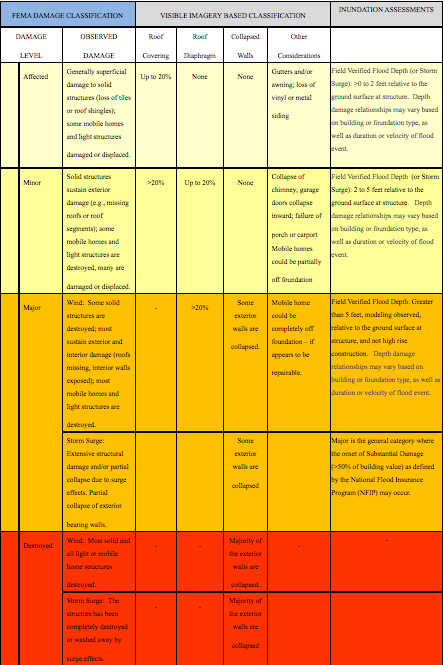 FEMA DAMAGE CLASSIFICATION
VISIBLE IMAGERY BASED CLASSIFICATION
INUNDATION ASSESSMENTS
DAMAGE
LEVEL
OBSERVED
DAMAGE
Roof
Covering
Roof
Diaphragm
Collapsed
Walls
Other
Considerations
Affected
Generally superficial
damage to solid
structures (loss of tiles
or roof shingles);
some mobile homes
and light structures
damaged or displaced.
Up to 20%
None
None
Gutters and/or
awning; loss of
vinyl or metal
siding
Field Verified Flood Depth (or Storm
Surge): >0 to 2 feet relative to the
ground surface at structure. Depth
damage relationships may vary based
on building or foundation type, as
well as duration or velocity of flood
event.
Minor
Solid structures
sustain exterior
damage (e.g., missing
roofs or roof
segments); some
mobile homes and
light structures are
destroyed, many are
damaged or displaced.
>20%
Up to 20%
None
Collapse of
chimney; garage
doors collapse
inward; failure of
porch or carport
Mobile homes
could be partially
off foundation
Field Verified Flood Depth (or Storm
Surge): 2 to 5 feet relative to the
ground surface at structure. Depth
damage relationships may vary based
on building or foundation type, as
well as duration or velocity of flood
event.
Major
Wind: Some solid
structures are
destroyed; most
sustain exterior and
interior damage (roofs
missing, interior walls
exposed); most
mobile homes and
light structures are
destroyed.
-
>20%
Some
exterior
walls are
collapsed.
Mobile home
could be
completely off
foundation – if
appears to be
repairable.
Field Verified Flood Depth: Greater
than 5 feet, modeling observed,
relative to the ground surface at
structure, and not high rise
construction. Depth damage
relationships may vary based on
building or foundation type, as well as
duration or velocity of flood event.
Storm Surge:
Extensive structural
damage and/or partial
collapse due to surge
effects. Partial
collapse of exterior
bearing walls.
Some
exterior
walls are
collapsed
Major is the general category where
the onset of Substantial Damage
(>50% of building value) as defined
by the National Flood Insurance
Program (NFIP) may occur.
Destroyed
Wind: Most solid and
all light or mobile
home structures
destroyed.
-
-
Majority of
the exterior
walls are
collapsed.
-
-
Storm Surge: The
structure has been
completely destroyed
or washed away by
surge effects.
-
-
Majority of
the exterior
walls are
collapsed